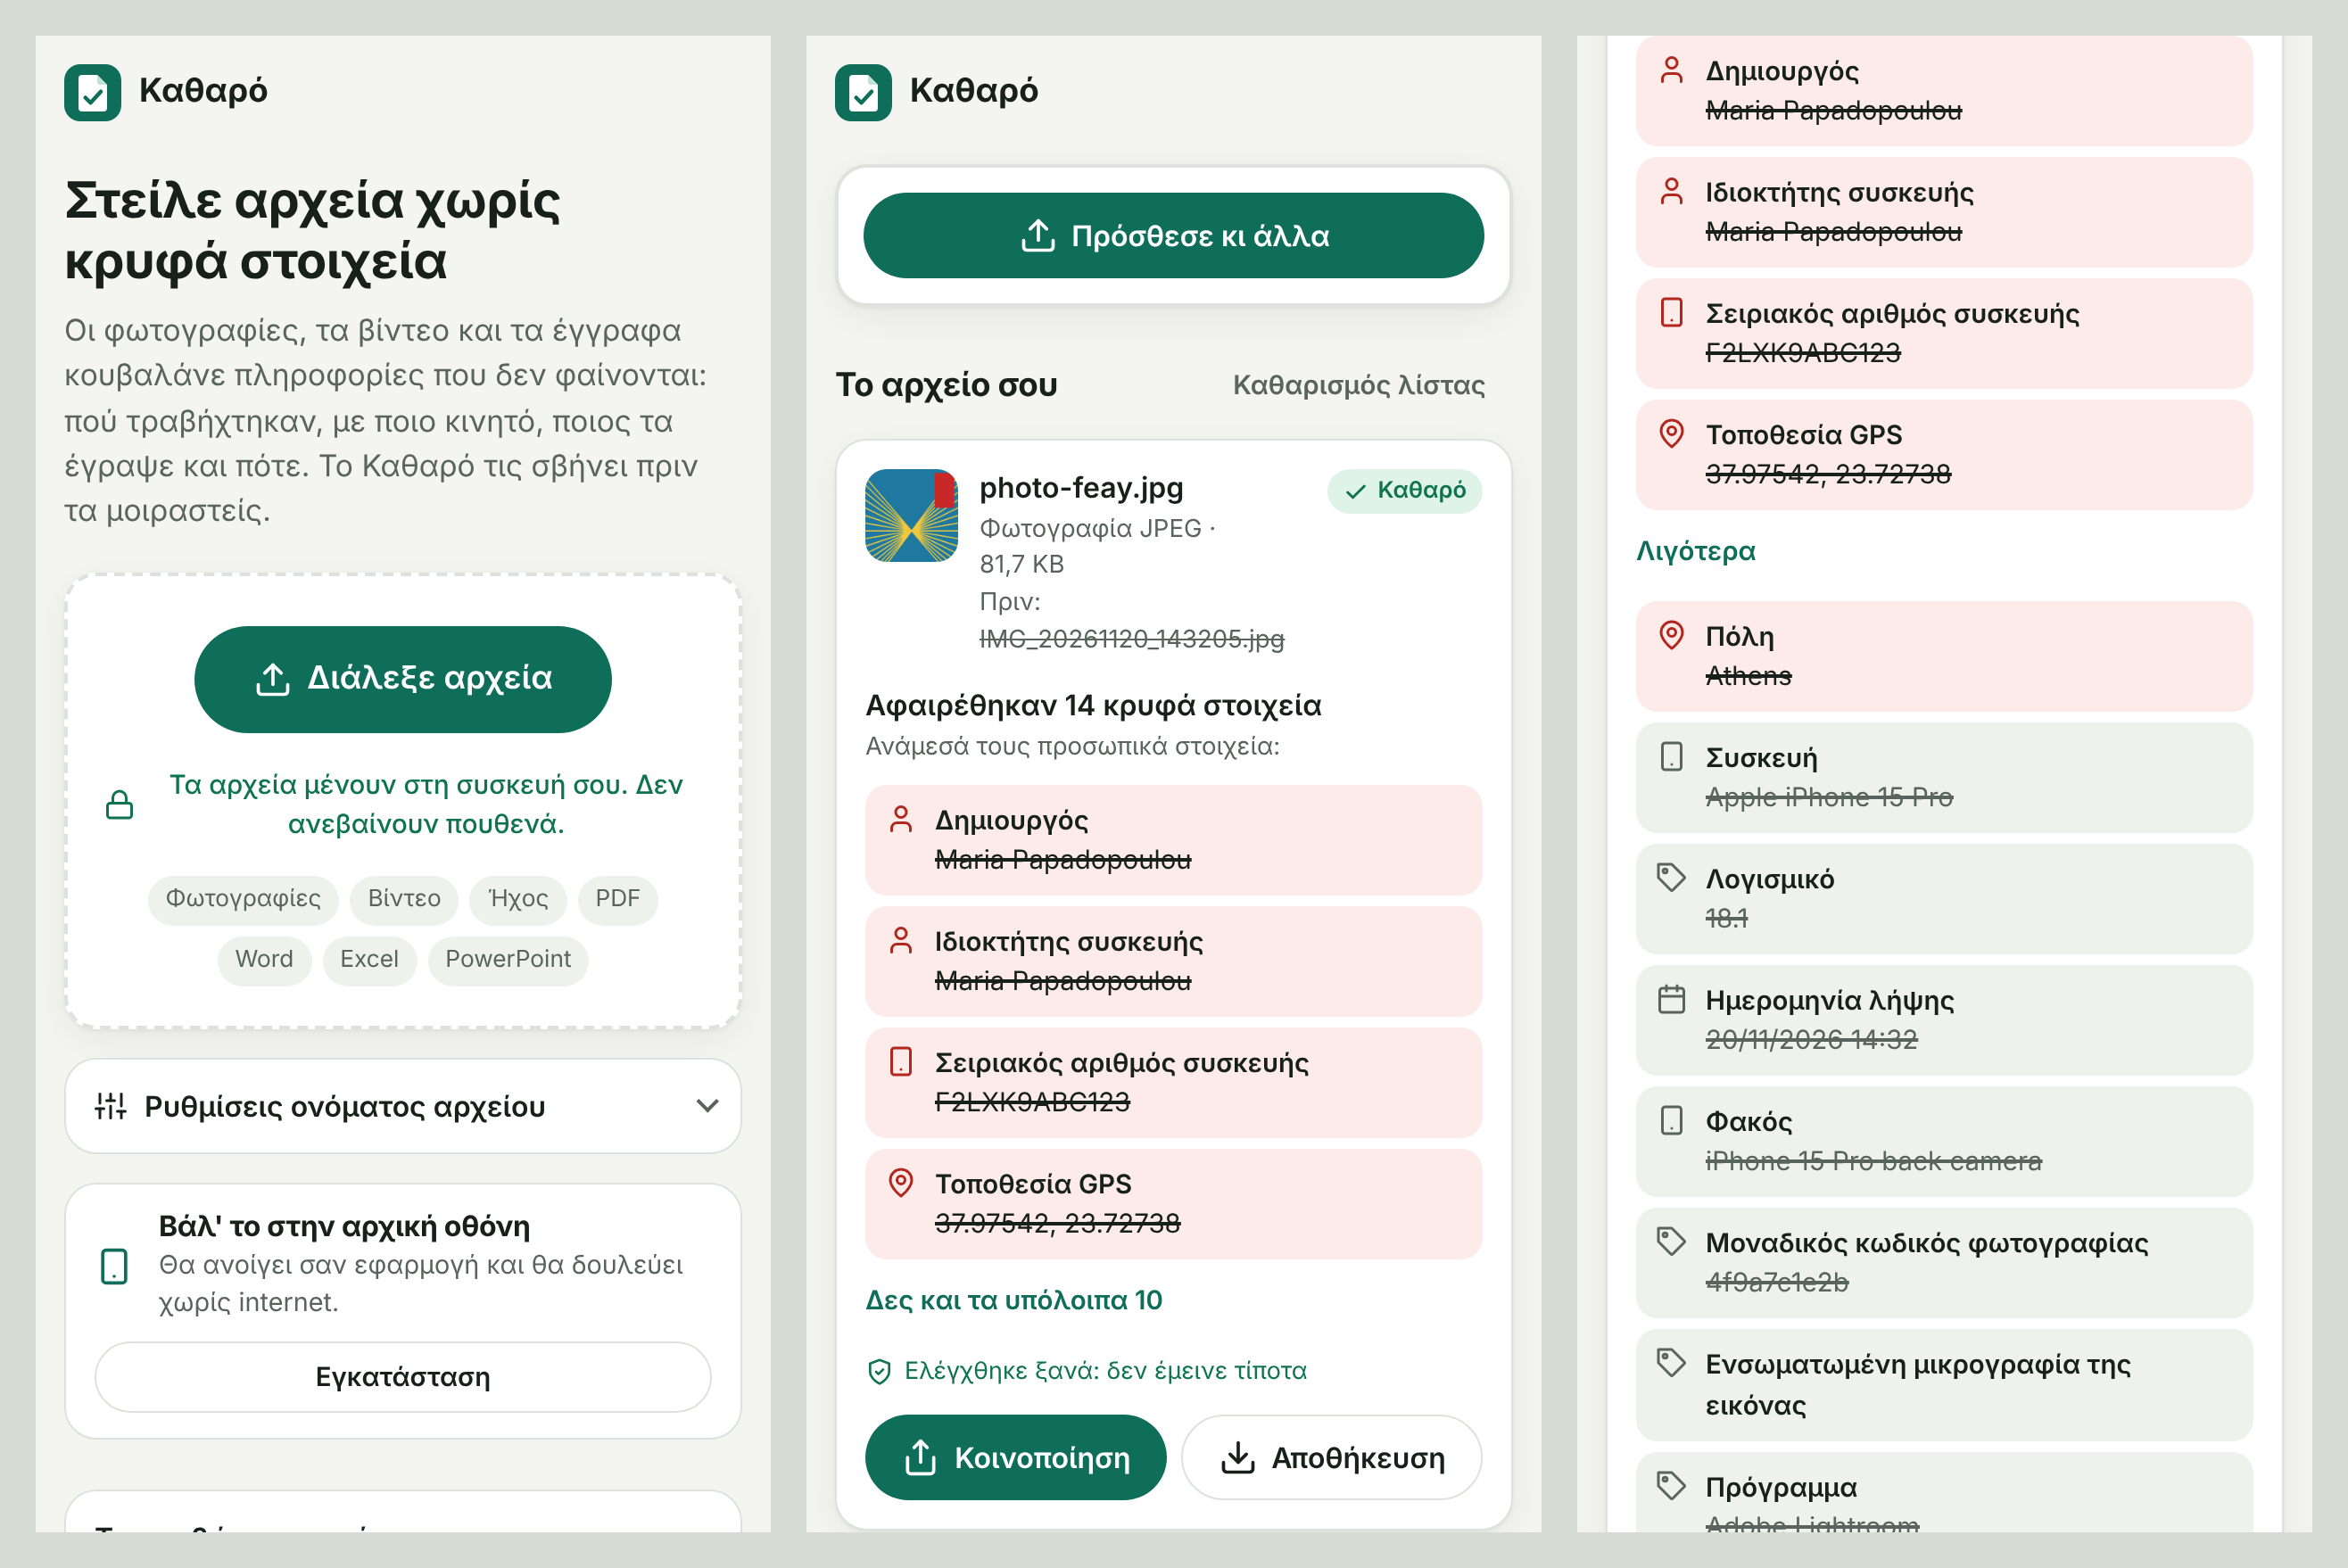 Καθαρό
Στείλε αρχεία χωρίς
κρυφά στοιχεία
Οι φωτογραφίες, τα βίντεο και τα έγγραφα
κουβαλάνε πληροφορίες που δεν φαίνονται:
πού τραβήχτηκαν, με ποιο κινητό, ποιος τα
έγραψε και πότε. Το Καθαρό τις σβήνει πριν
τα μοιραστείς.
Διάλεξε αρχεία
Τα αρχεία μένουν στη συσκευή σου. Δεν
ανεβαίνουν πουθενά.
Φωτογραφίες Βίντεο Ήχος PDF
Word Excel PowerPoint
Ρυθμίσεις ονόματος αρχείου
Βάλ' το στην αρχική οθόνη
Θα ανοίγει σαν εφαρμογή και θα δουλεύει
χωρίς internet.
Εγκατάσταση
Καθαρό
Πρόσθεσε κι άλλα
Το αρχείο σου Καθαρισμός λίστας
photo-feay.jpg Καθαρό
Φωτογραφία JPEG ·
81,7 KB
Πριν:
IMG_20261120_143205.jpg
Αφαιρέθηκαν 14 κρυφά στοιχεία
Ανάμεσά τους προσωπικά στοιχεία:
Δημιουργός
Maria Papadopoulou
Ιδιοκτήτης συσκευής
Maria Papadopoulou
Σειριακός αριθμός συσκευής
F2LXK9ABC123
Τοποθεσία GPS
37.97542, 23.72738
Δες και τα υπόλοιπα 10
Ελέγχθηκε ξανά: δεν έμεινε τίποτα
Κοινοποίηση Αποθήκευση
Δημιουργός
Maria Papadopoulou
Ιδιοκτήτης συσκευής
Maria Papadopoulou
Σειριακός αριθμός συσκευής
F2LXK9ABC123
Τοποθεσία GPS
37.97542, 23.72738
Λιγότερα
Πόλη
Athens
Συσκευή
Apple iPhone 15 Pro
Λογισμικό
18.1
Ημερομηνία λήψης
20/11/2026 14:32
Φακός
iPhone 15 Pro back camera
Μοναδικός κωδικός φωτογραφίας
4f9a7c1e2b
Ενσωματωμένη μικρογραφία της
εικόνας
Πρόγραμμα
Adobe Lightroom